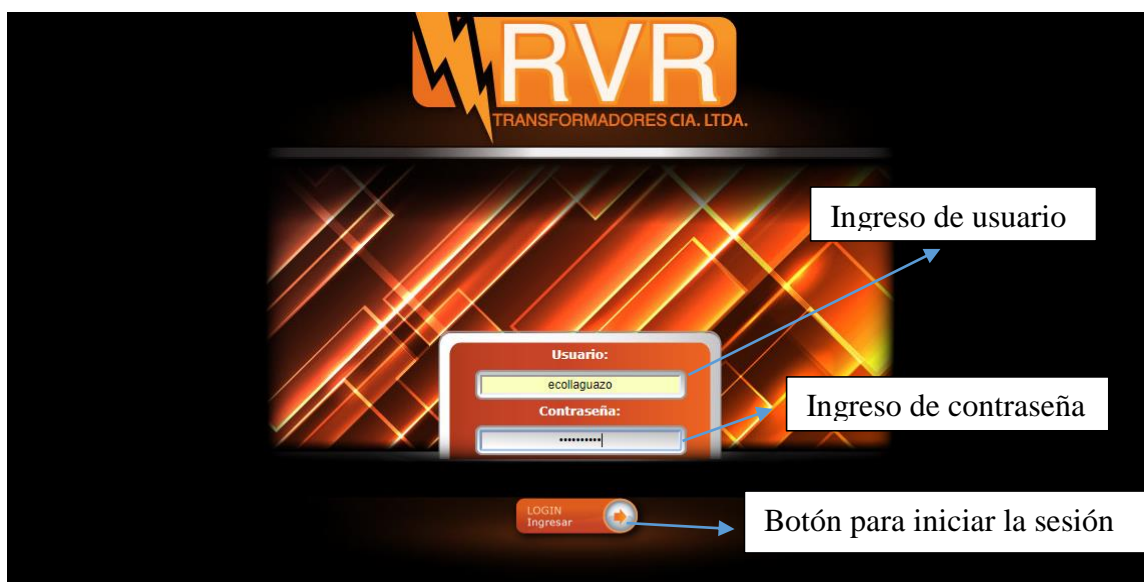 RVR
TRANSFORMADORES CIA. LTDA.
Ingreso de usuario
Usuario:
ecollaguazo
Ingreso de contraseña
Contraseña:
••••••••••
LOGIN
Ingresar
Botón para iniciar la sesión